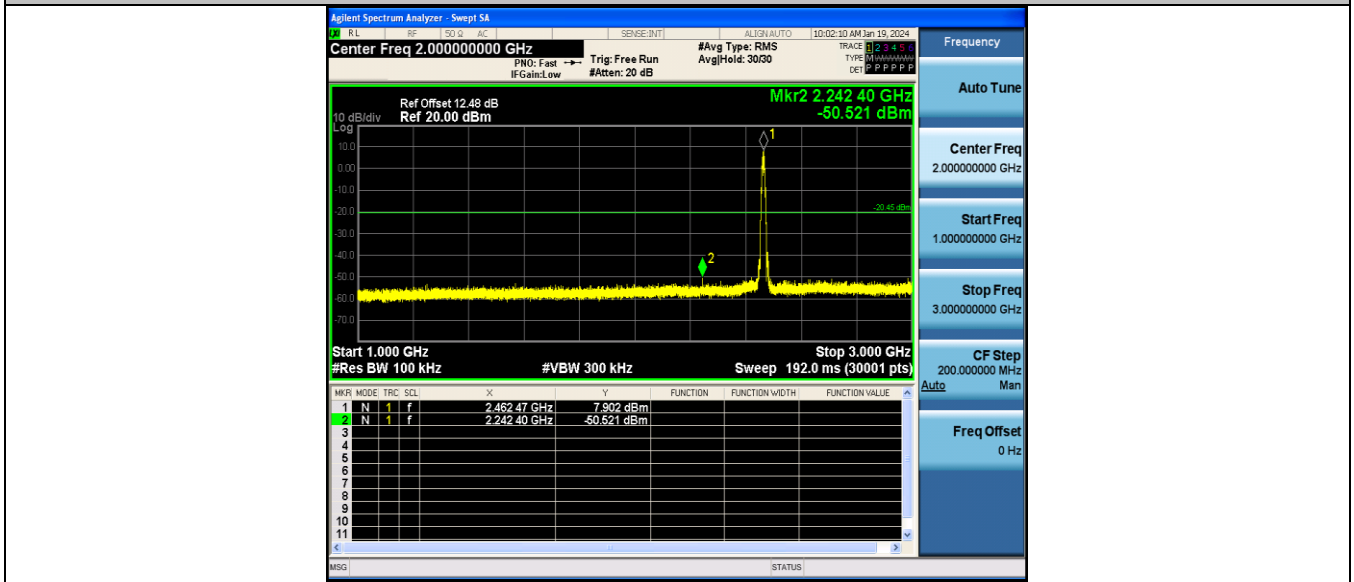 Agilent Spectrum Analyzer - Swept SA
RL RF 50 Ω AC SENSE:INT ALIGN AUTO 10:02:10 AM Jan 19, 2024
Center Freq 2.000000000 GHz
PNO: Fast
IFGain:Low
Trig: Free Run
#Atten: 20 dB
#Avg Type: RMS
Avg|Hold: 30/30
TRACE 1 2 3 4 5 6
TYPE M WWWWW
DET P P P P P P
Mkr2 2.242 40 GHz
-50.521 dBm
Ref Offset 12.48 dB
10 dB/div Ref 20.00 dBm
Log
10.0
0.00
-10.0
-20.0
-30.0
-40.0
-50.0
-60.0
-70.0
1
-20.45 dBm
2
Start 1.000 GHz Stop 3.000 GHz
#Res BW 100 kHz #VBW 300 kHz Sweep 192.0 ms (30001 pts)
MKR MODE TRC SCL X Y FUNCTION FUNCTION WIDTH FUNCTION VALUE
1 N 1 f 2.462 47 GHz 7.902 dBm
2 N 1 f 2.242 40 GHz -50.521 dBm
3
4
5
6
7
8
9
10
11
MSG STATUS
Frequency
Auto Tune
Center Freq
2.000000000 GHz
Start Freq
1.000000000 GHz
Stop Freq
3.000000000 GHz
CF Step
200.000000 MHz
Auto Man
Freq Offset
0 Hz